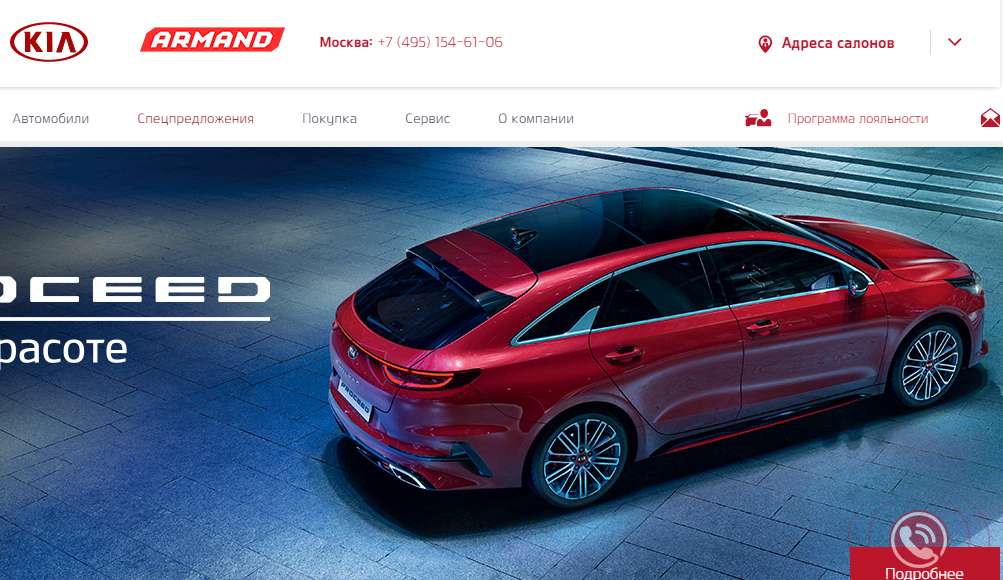 KIA
ARMAND
Москва: +7 (495) 154-61-06
Адреса салонов
Автомобили
Спецпредложения
Покупка
Сервис
О компании
Программа лояльности
OCEED
расоте
PROCEED
Подробнее